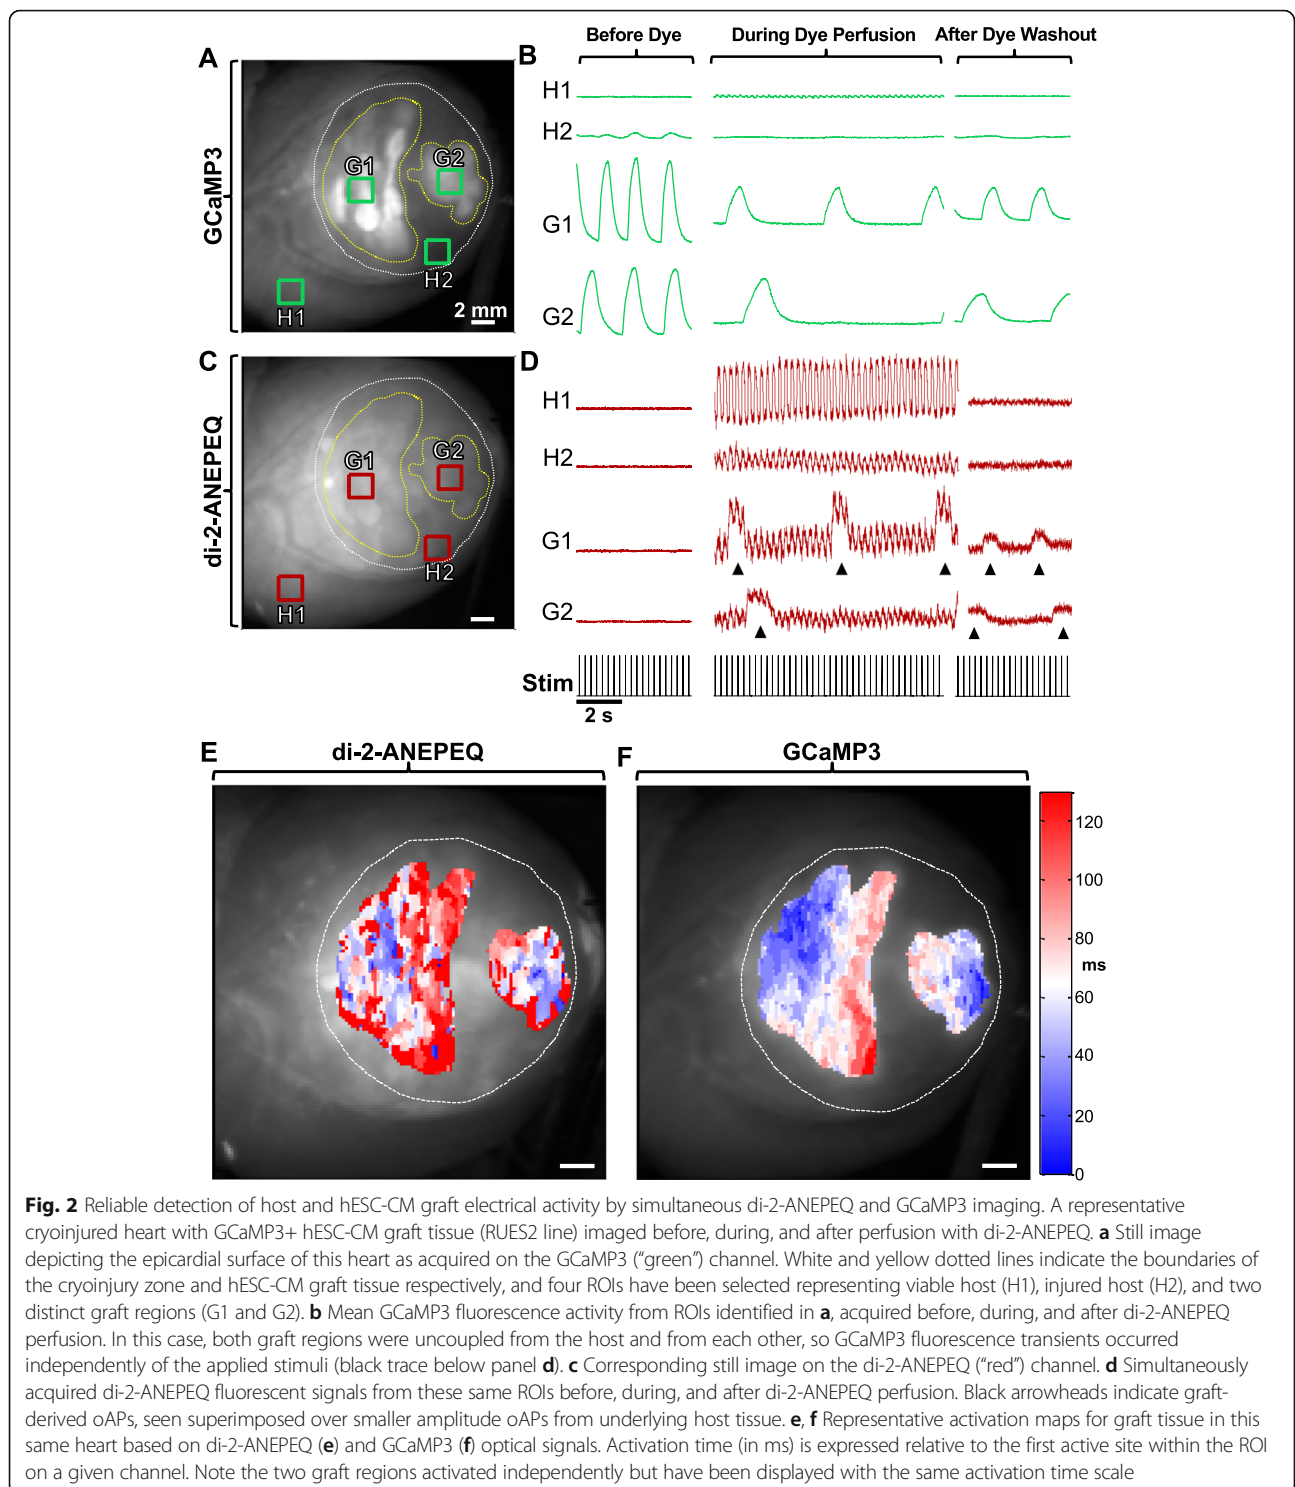 Before Dye During Dye Perfusion After Dye Washout
A B
GCaMP3
G1 G2 H2 H1
2 mm
H1
H2
G1
G2
C D
di-2-ANEPEQ
G1 G2 H2 H1
H1
H2
G1
G2
Stim
2 s
E di-2-ANEPEQ F GCaMP3
120
100
80
ms
60
40
20
0
Fig. 2 Reliable detection of host and hESC-CM graft electrical activity by simultaneous di-2-ANEPEQ and GCaMP3 imaging. A representative
cryoinjured heart with GCaMP3+ hESC-CM graft tissue (RUES2 line) imaged before, during, and after perfusion with di-2-ANEPEQ. a Still image
depicting the epicardial surface of this heart as acquired on the GCaMP3 (“green”) channel. White and yellow dotted lines indicate the boundaries of
the cryoinjury zone and hESC-CM graft tissue respectively, and four ROIs have been selected representing viable host (H1), injured host (H2), and two
distinct graft regions (G1 and G2). b Mean GCaMP3 fluorescence activity from ROIs identified in a, acquired before, during, and after di-2-ANEPEQ
perfusion. In this case, both graft regions were uncoupled from the host and from each other, so GCaMP3 fluorescence transients occurred
independently of the applied stimuli (black trace below panel d). c Corresponding still image on the di-2-ANEPEQ (“red”) channel. d Simultaneously
acquired di-2-ANEPEQ fluorescent signals from these same ROIs before, during, and after di-2-ANEPEQ perfusion. Black arrowheads indicate graft-
derived oAPs, seen superimposed over smaller amplitude oAPs from underlying host tissue. e, f Representative activation maps for graft tissue in this
same heart based on di-2-ANEPEQ (e) and GCaMP3 (f) optical signals. Activation time (in ms) is expressed relative to the first active site within the ROI
on a given channel. Note the two graft regions activated independently but have been displayed with the same activation time scale